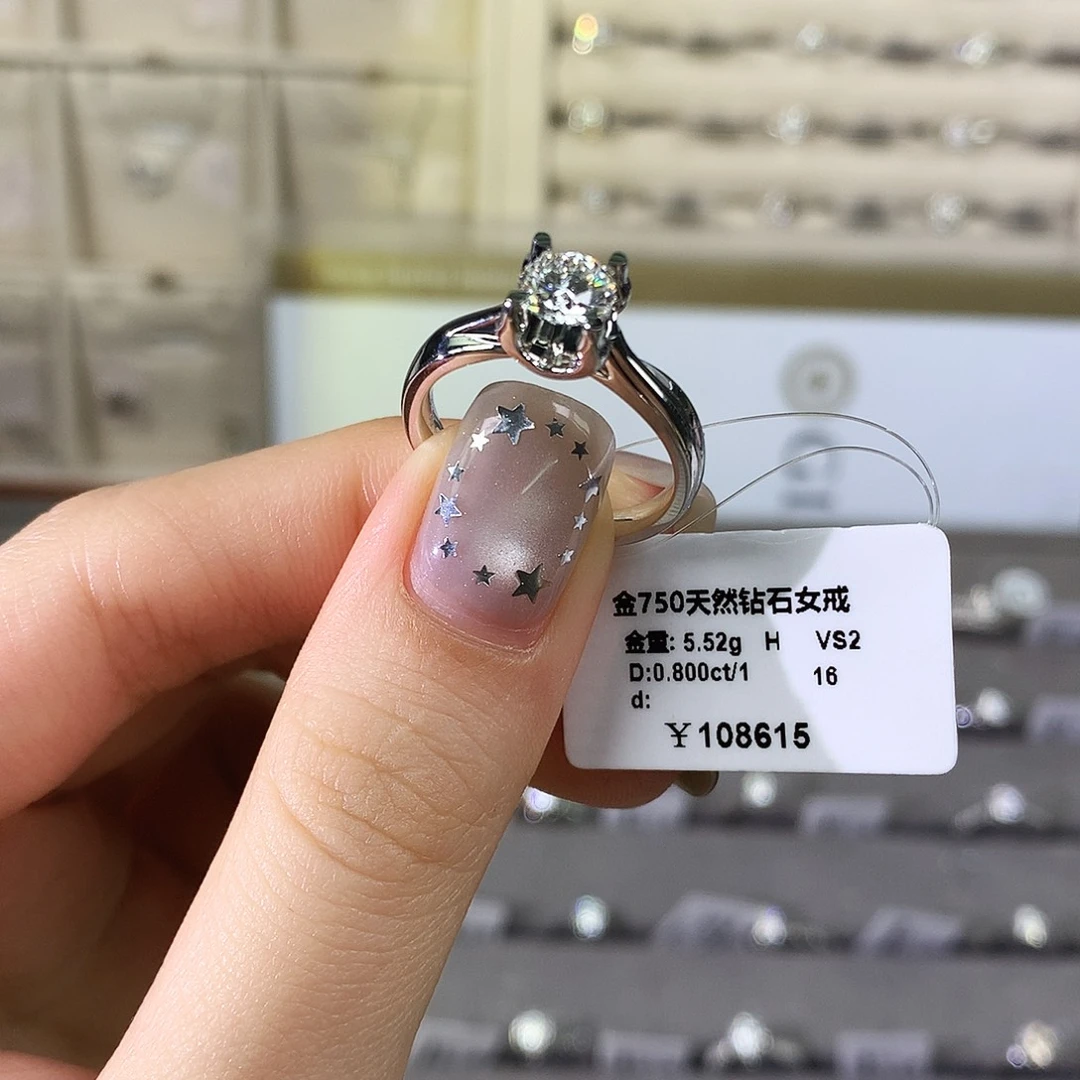 金750天然钻石女戒
金重: 5.52g H VS2
D:0.800ct/1 16
d:
￥108615